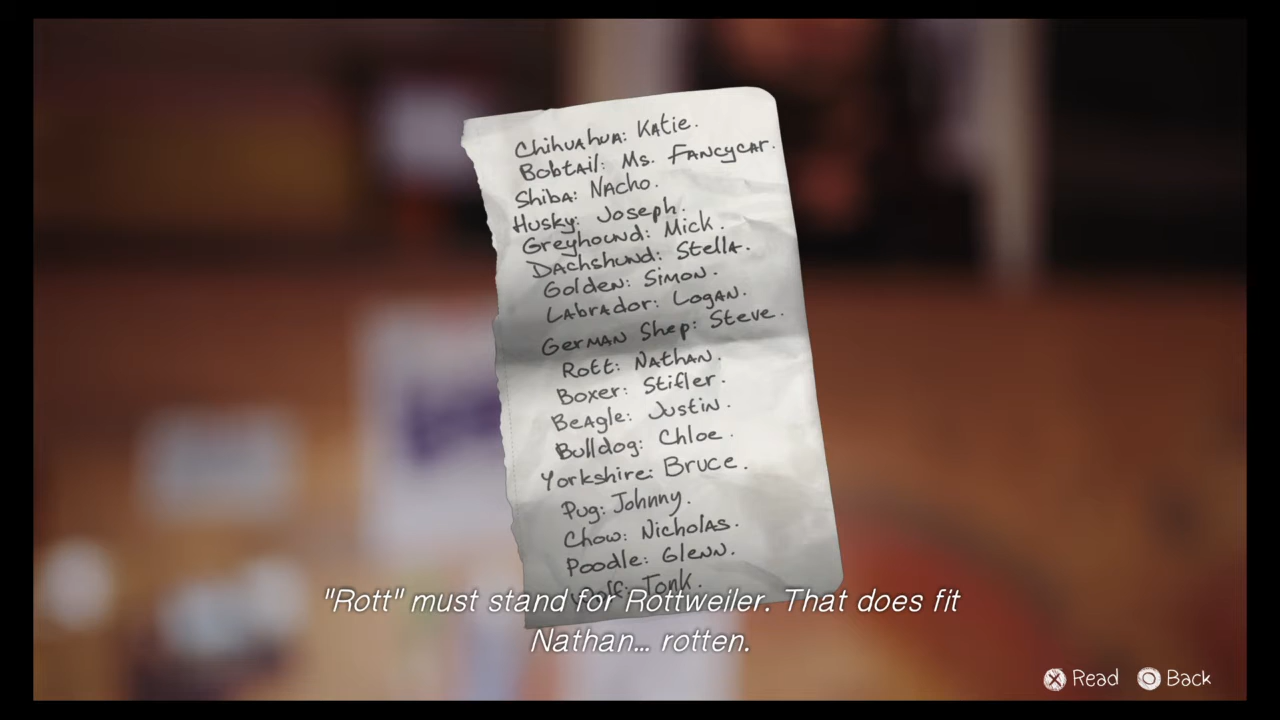 Chihuahua: Katie.
Bobtail: Ms. Fancycar.
Shiba: Nacho.
Husky: Joseph.
Greyhound: Mick.
Dachshund: Stella.
Golden: Simon.
Labrador: Logan.
German Shep: Steve.
Rott: Nathan.
Boxer: Stifler.
Beagle: Justin.
Bulldog: Chloe.
Yorkshire: Bruce.
Pug: Johnny.
Chow: Nicholas.
Poodle: Glenn.
Tonk.
"Rott" must stand for Rottweiler. That does fit
Nathan... rotten.
Read Back